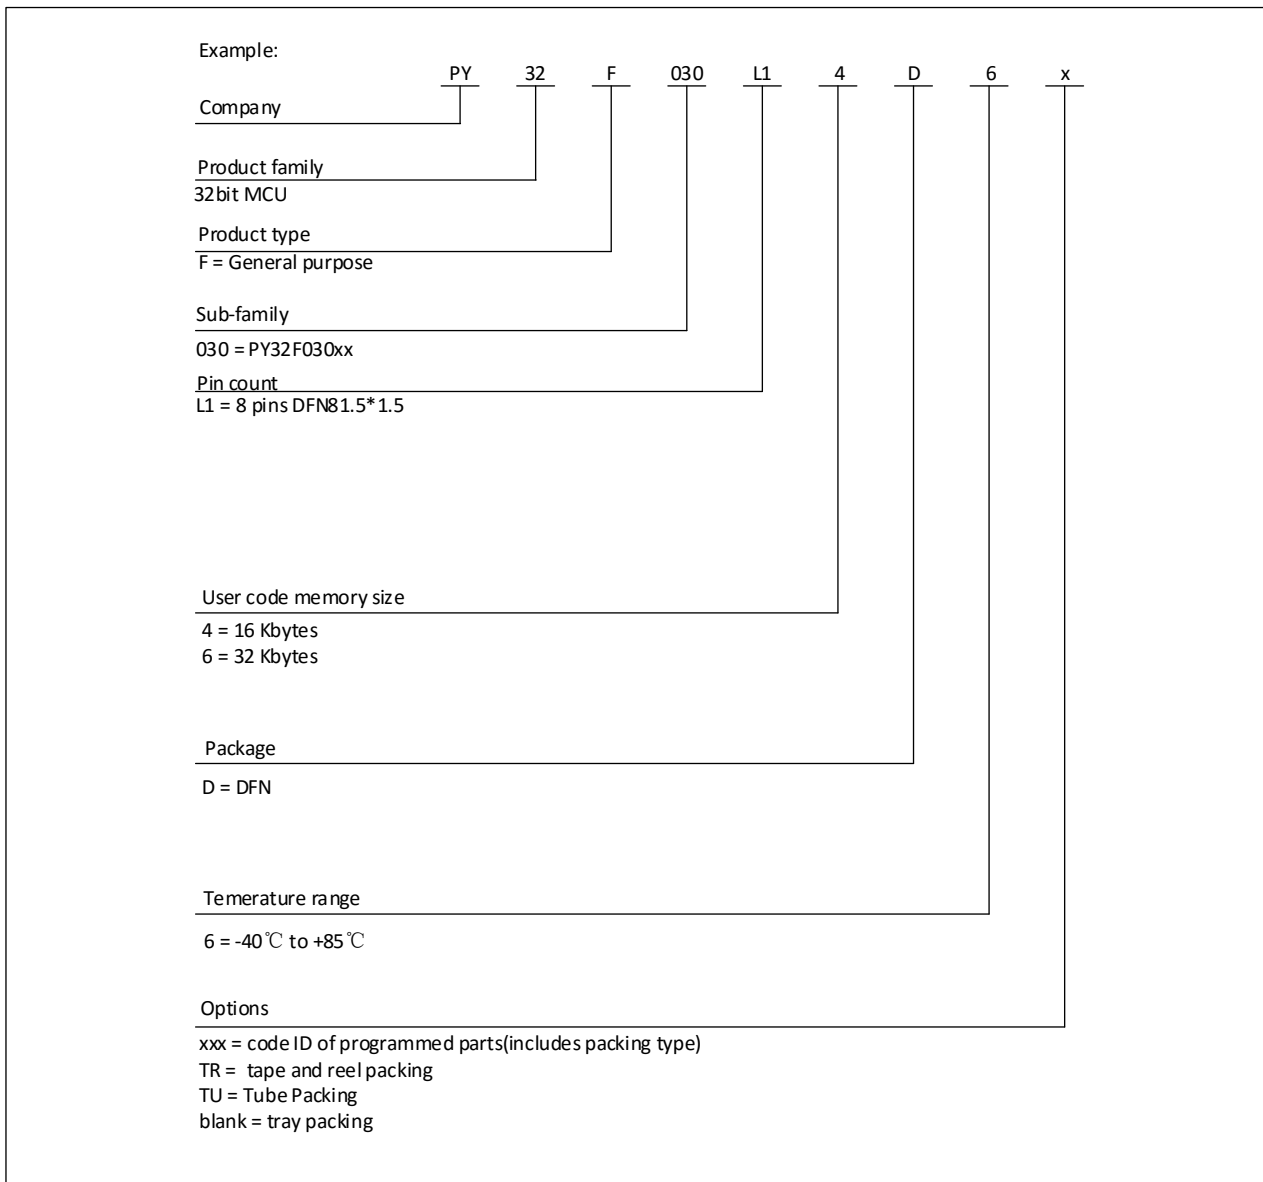 Example:
PY 32 F 030 L1 4 D 6 x
Company
Product family
32bit MCU
Product type
F = General purpose
Sub-family
030 = PY32F030xx
Pin count
L1 = 8 pins DFN81.5*1.5
User code memory size
4 = 16 Kbytes
6 = 32 Kbytes
Package
D = DFN
Temerature range
6 = -40℃ to +85℃
Options
xxx = code ID of programmed parts(includes packing type)
TR = tape and reel packing
TU = Tube Packing
blank = tray packing